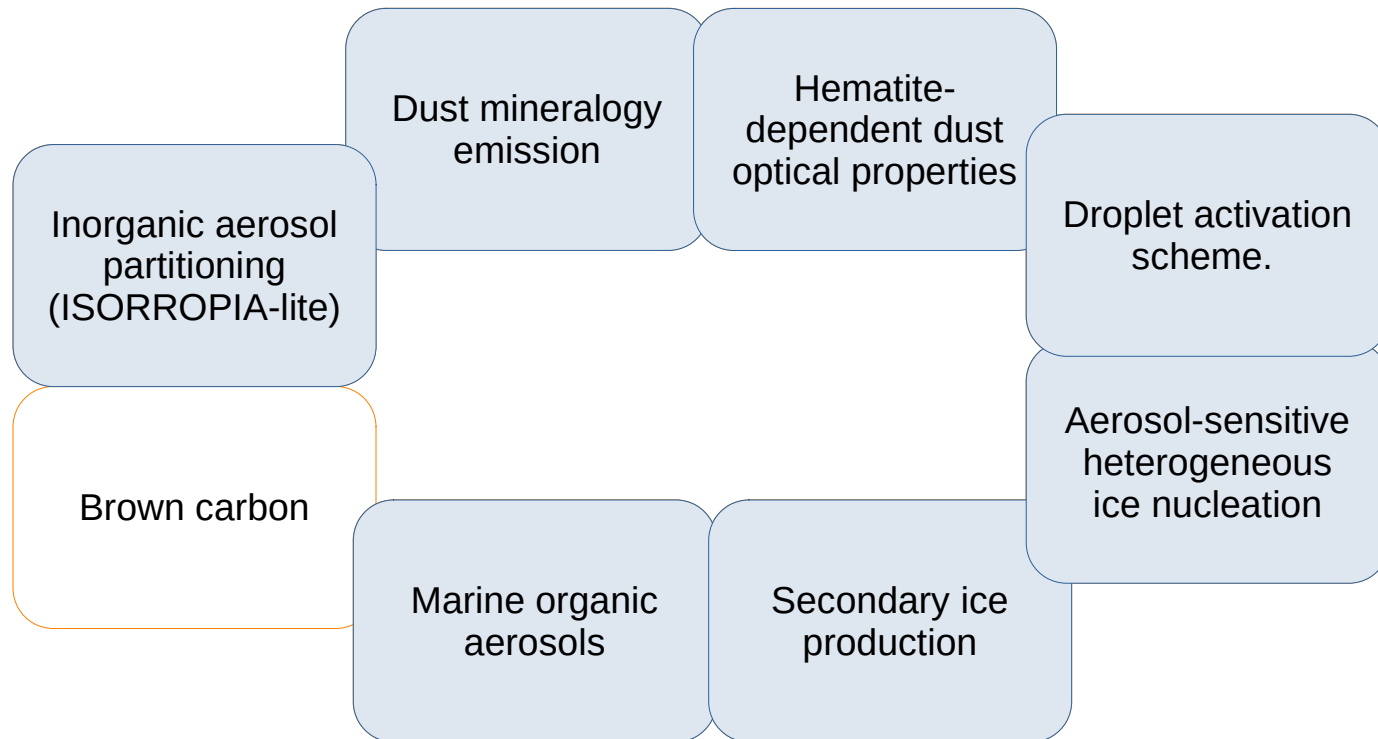 Dust mineralogy
emission
Hematite-
dependent dust
optical properties
Droplet activation
scheme.
Aerosol-sensitive
heterogeneous
ice nucleation
Secondary ice
production
Marine organic
aerosols
Brown carbon
Inorganic aerosol
partitioning
(ISORROPIA-lite)